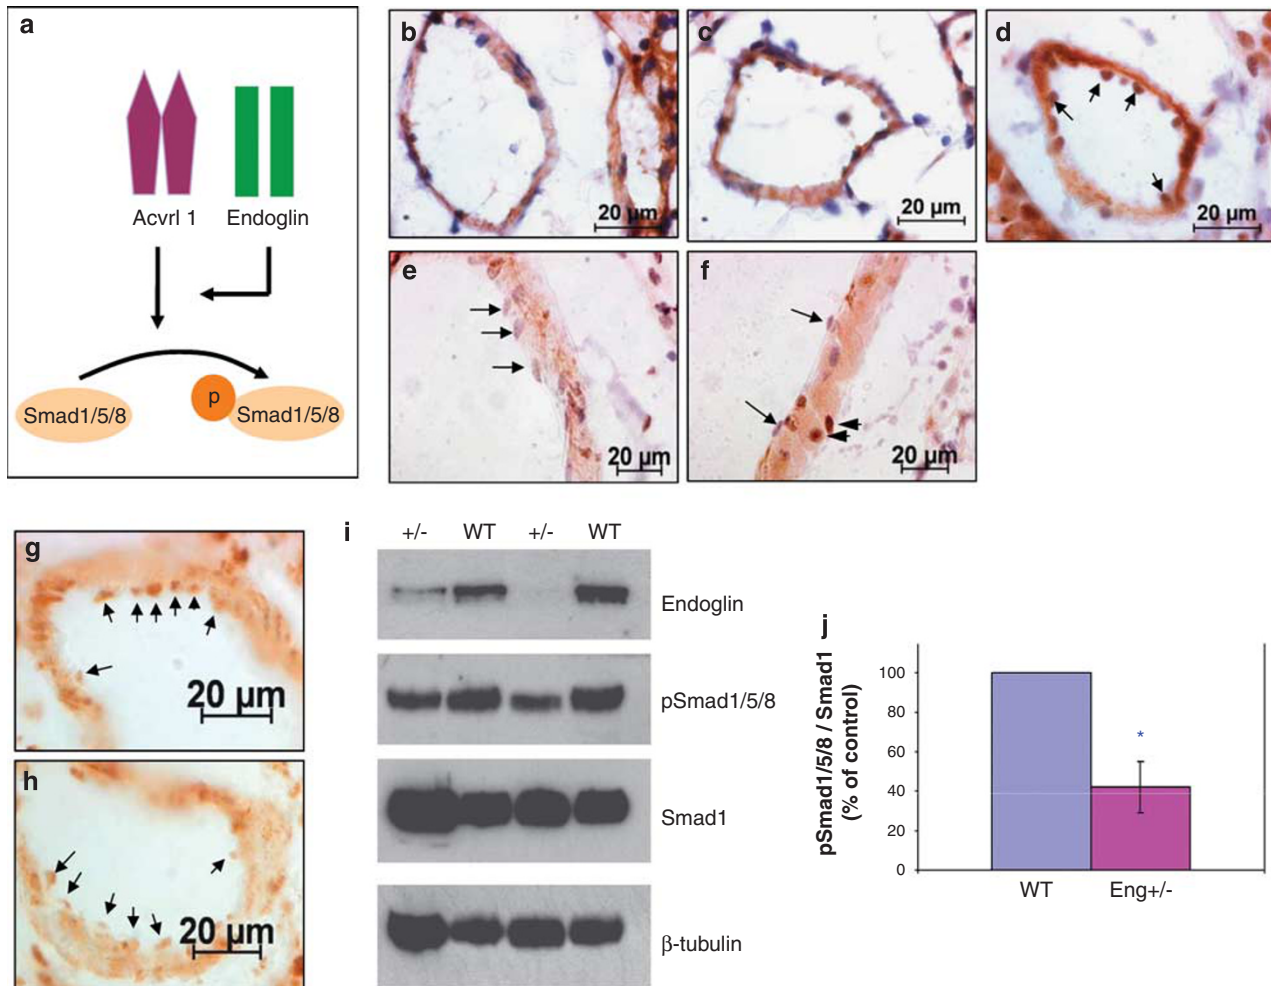 a
Acvrl 1 Endoglin
Smad1/5/8
p
Smad1/5/8
b
20 µm
c
20 µm
d
20 µm
e
20 µm
f
20 µm
g
20 µm
h
20 µm
i
+/- WT +/- WT
Endoglin
pSmad1/5/8
Smad1
β-tubulin
j
pSmad1/5/8 / Smad1
(% of control)
100
80
60
40
20
0
*
WT Eng+/-